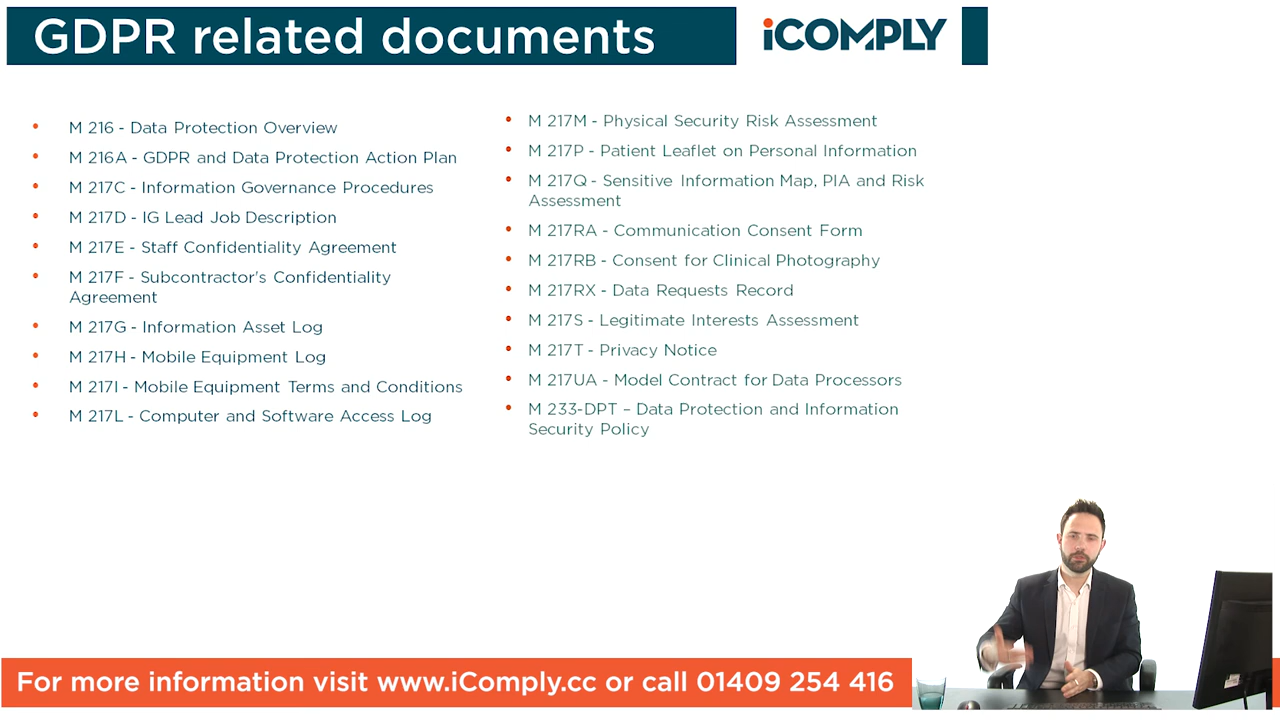 GDPR related documents
iCOMPLY
• M 216 - Data Protection Overview
• M 216A - GDPR and Data Protection Action Plan
• M 217C - Information Governance Procedures
• M 217D - IG Lead Job Description
• M 217E - Staff Confidentiality Agreement
• M 217F - Subcontractor's Confidentiality
Agreement
• M 217G - Information Asset Log
• M 217H - Mobile Equipment Log
• M 217I - Mobile Equipment Terms and Conditions
• M 217L - Computer and Software Access Log
• M 217M - Physical Security Risk Assessment
• M 217P - Patient Leaflet on Personal Information
• M 217Q - Sensitive Information Map, PIA and Risk
Assessment
• M 217RA - Communication Consent Form
• M 217RB - Consent for Clinical Photography
• M 217RX - Data Requests Record
• M 217S - Legitimate Interests Assessment
• M 217T - Privacy Notice
• M 217UA - Model Contract for Data Processors
• M 233-DPT – Data Protection and Information
Security Policy
For more information visit www.iComply.cc or call 01409 254 416